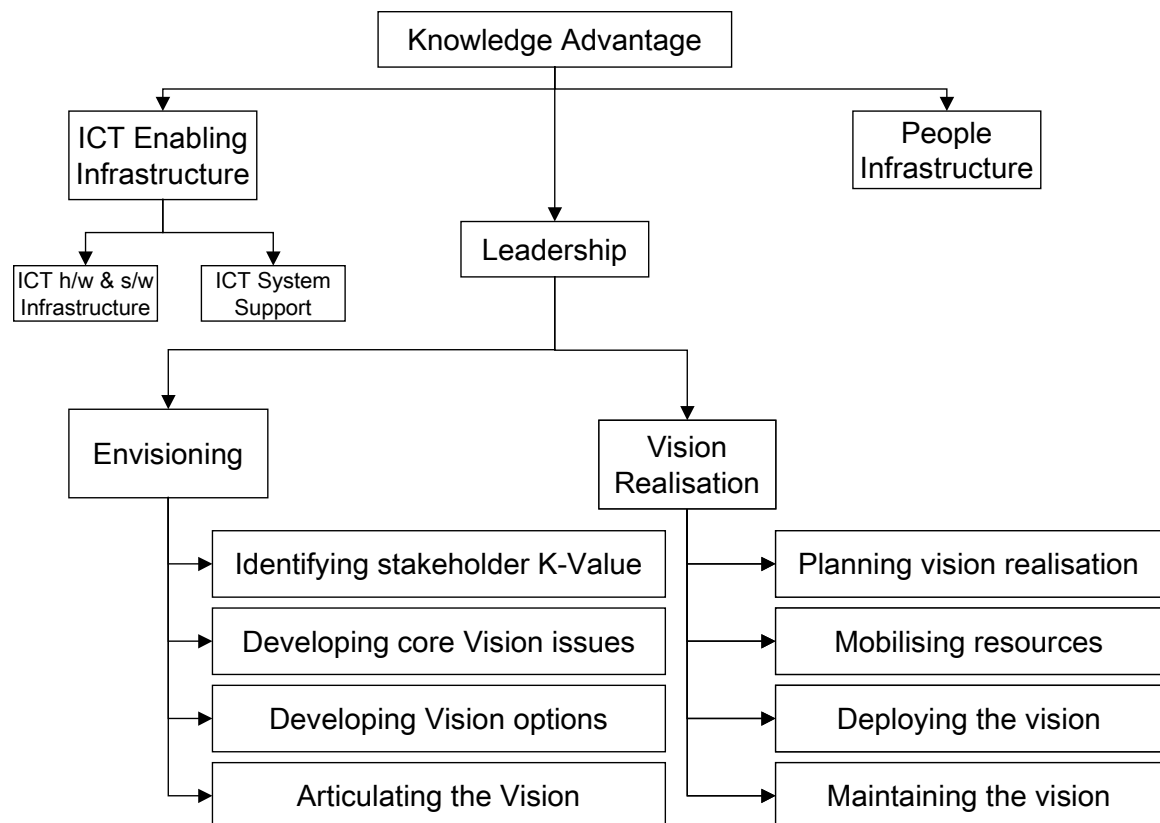 Knowledge Advantage
ICT Enabling
Infrastructure
People
Infrastructure
Leadership
ICT h/w & s/w
Infrastructure
ICT System
Support
Envisioning
Vision
Realisation
Identifying stakeholder K-Value
Developing core Vision issues
Developing Vision options
Articulating the Vision
Planning vision realisation
Mobilising resources
Deploying the vision
Maintaining the vision